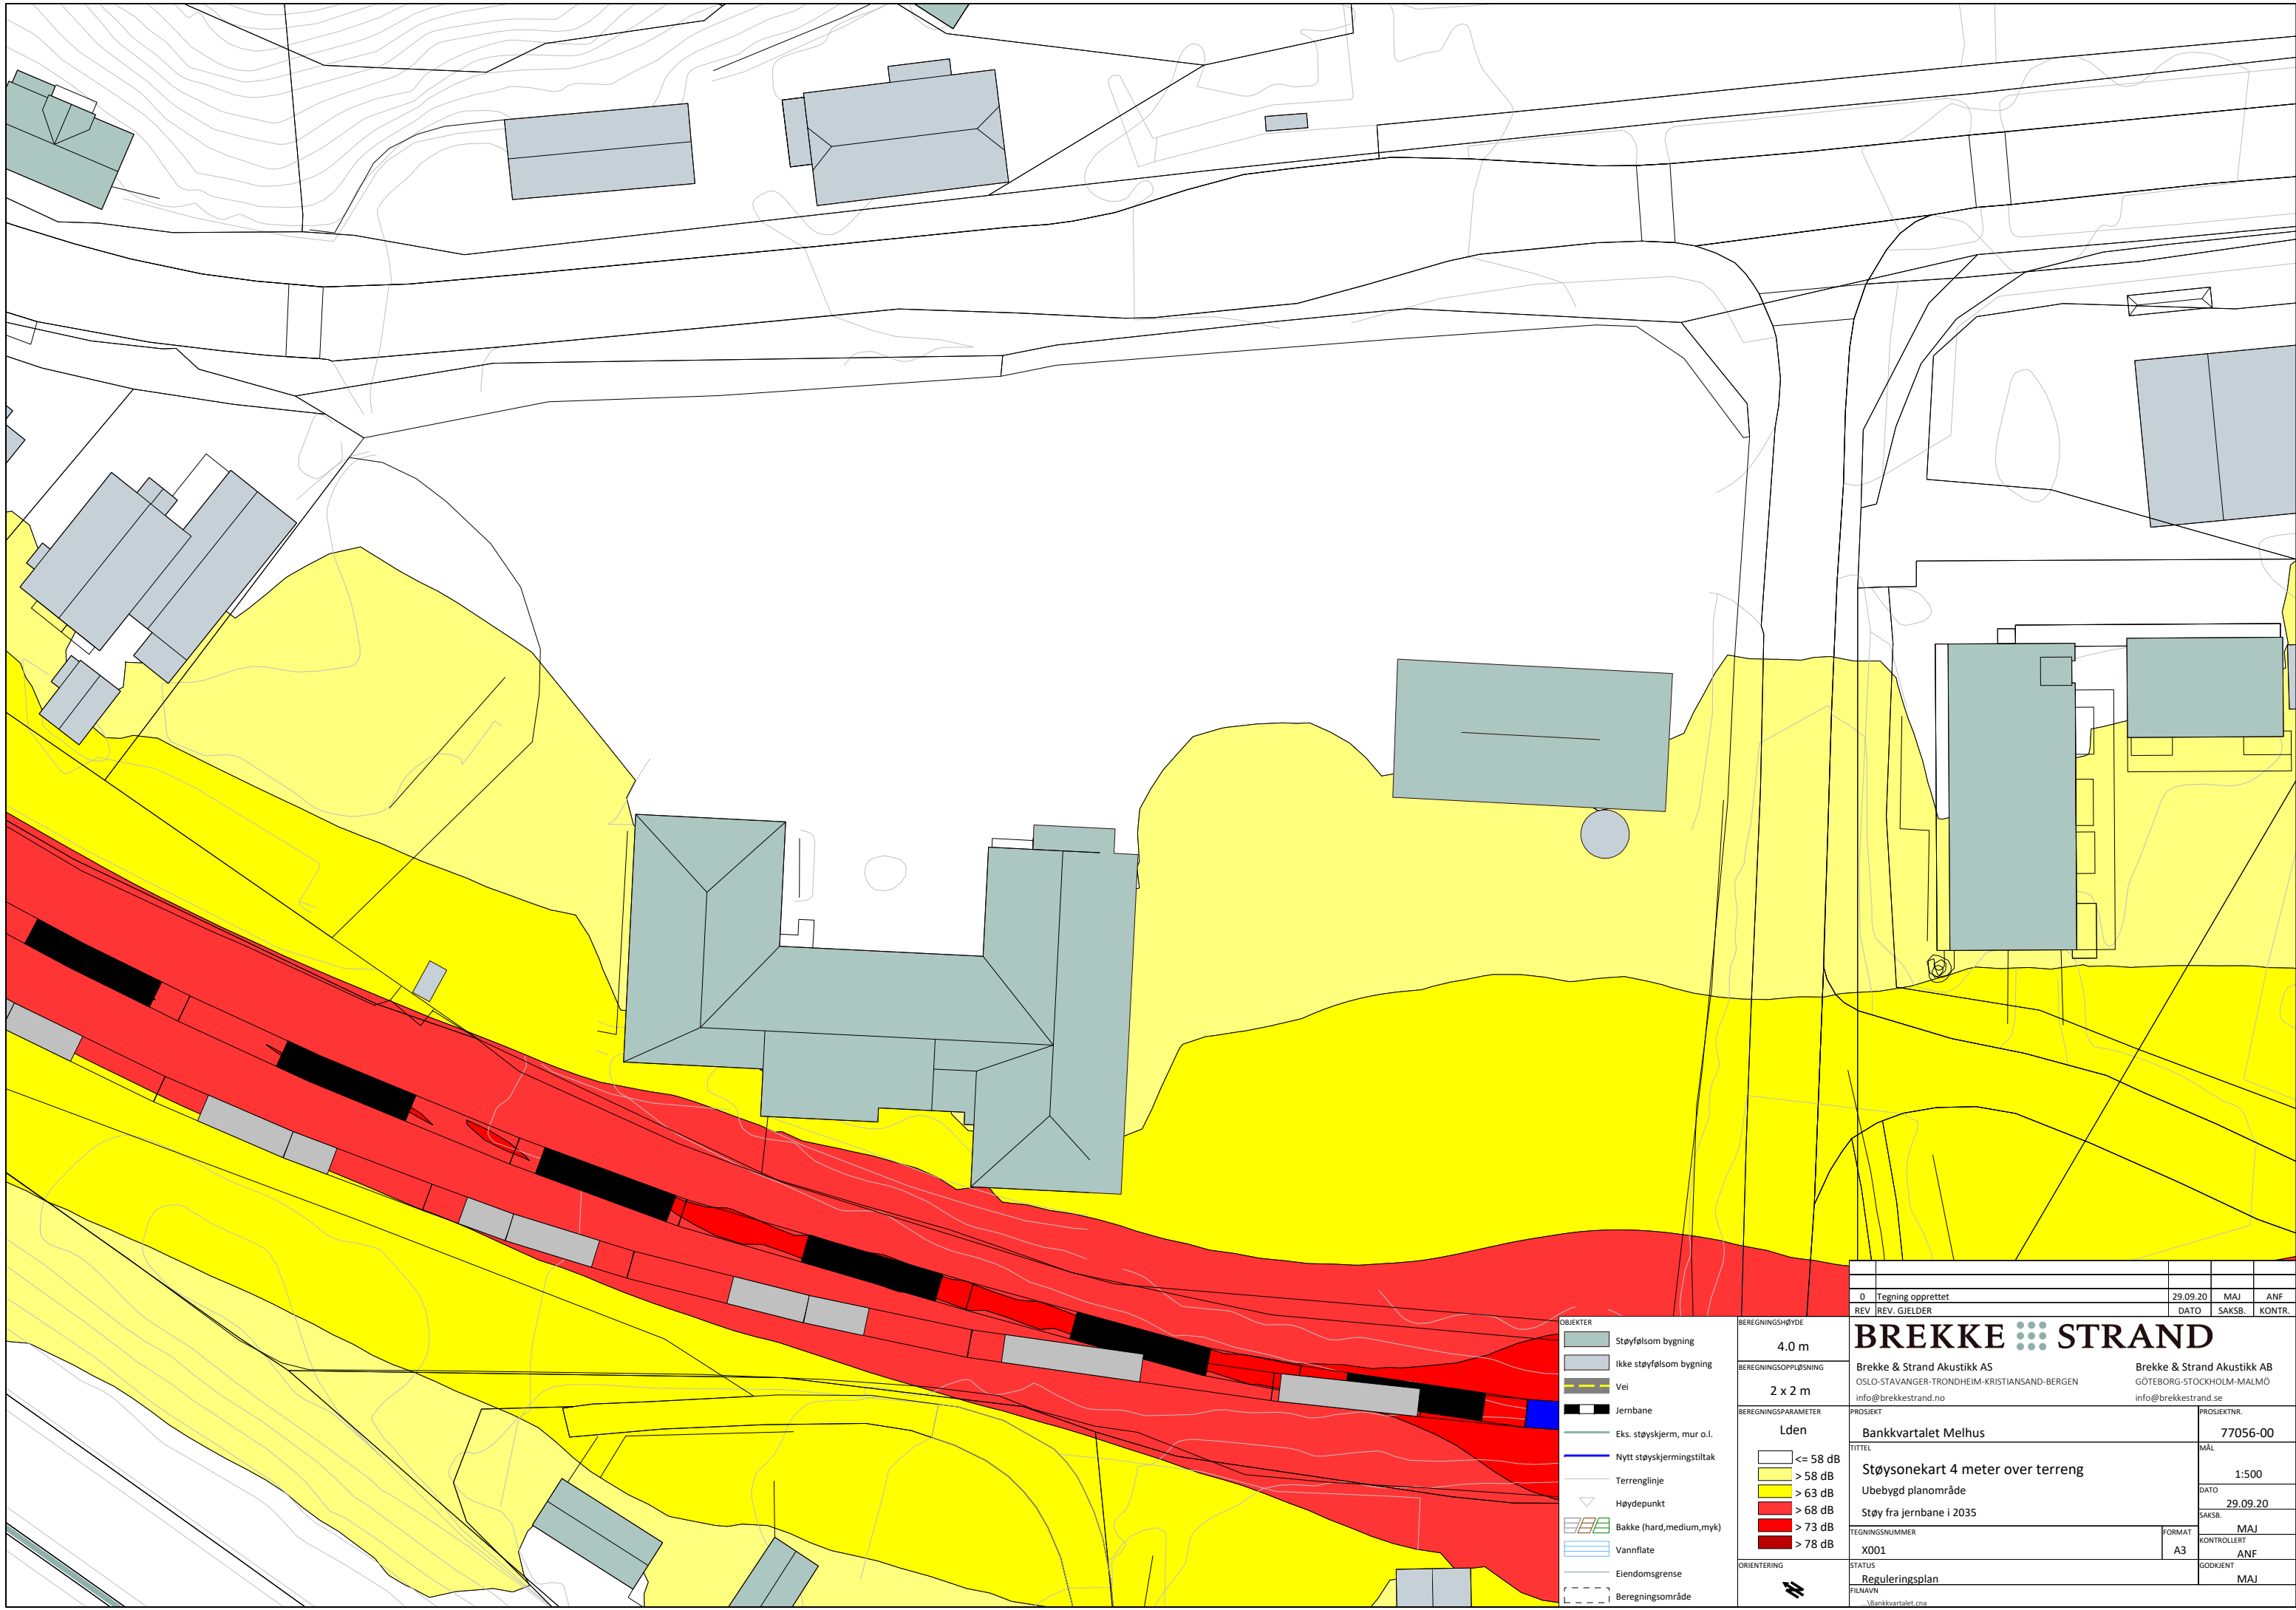 0 Tegning opprettet 29.09.20 MAJ ANF
REV REV. GJELDER DATO SAKSB. KONTR.
OBJEKTER
Støyfølsom bygning
Ikke støyfølsom bygning
Vei
Jernbane
Eks. støyskjerm, mur o.l.
Nytt støyskjermingstiltak
Terrenglinje
Høydepunkt
Bakke (hard,medium,myk)
Vannflate
Eiendomsgrense
Beregningsområde
BEREGNINGSHØYDE
4.0 m
BEREGNINGSOPPLØSNING
2 x 2 m
BEREGNINGSPARAMETER
Lden
<= 58 dB
> 58 dB
> 63 dB
> 68 dB
> 73 dB
> 78 dB
ORIENTERING
N
BREKKE STRAND
Brekke & Strand Akustikk AS
OSLO-STAVANGER-TRONDHEIM-KRISTIANSAND-BERGEN
info@brekkestrand.no
Brekke & Strand Akustikk AB
GÖTEBORG-STOCKHOLM-MALMÖ
info@brekkestrand.se
PROSJEKT
Bankkvartalet Melhus
PROSJEKTNR.
77056-00
TITTEL
Støysonekart 4 meter over terreng
Ubebygd planområde
Støy fra jernbane i 2035
MÅL
1:500
DATO
29.09.20
SAKSB.
MAJ
TEGNINGSNUMMER
X001
FORMAT
A3
KONTROLLERT
ANF
STATUS
Reguleringsplan
GODKJENT
MAJ
FILNAVN
...\Bankkvartalet.cna